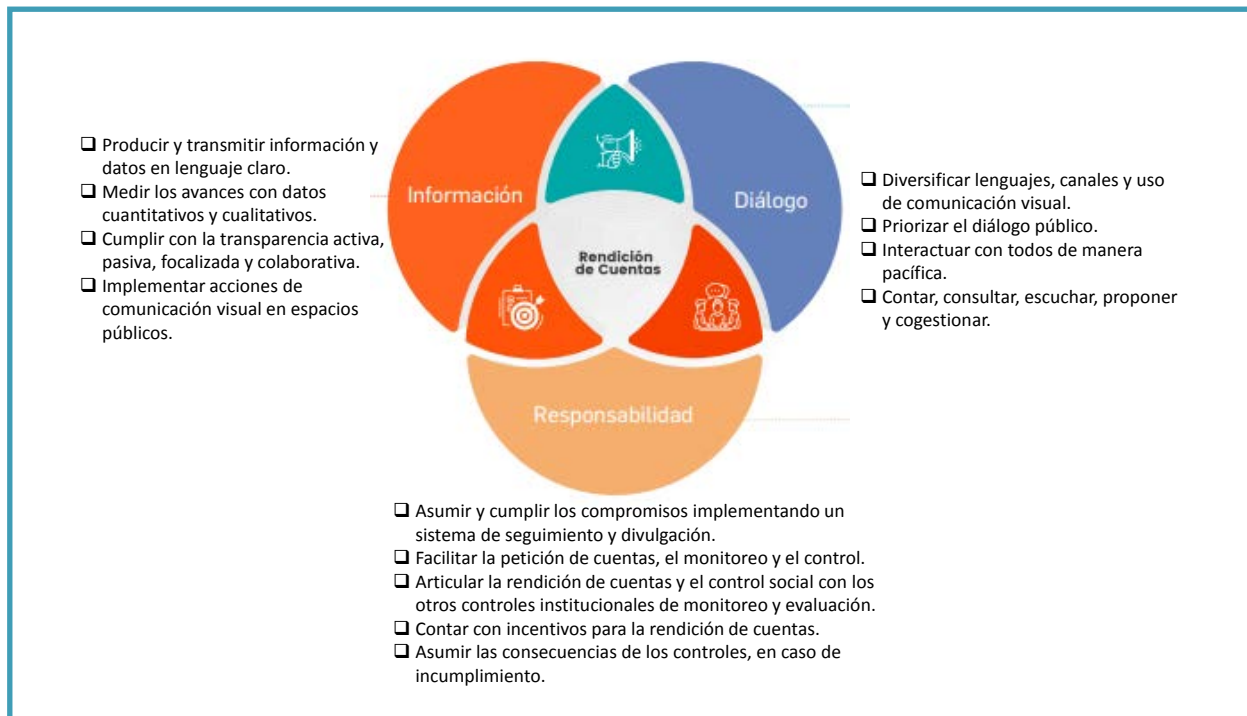 ❑ Producir y transmitir información y
datos en lenguaje claro.
❑ Medir los avances con datos
cuantitativos y cualitativos.
❑ Cumplir con la transparencia activa,
pasiva, focalizada y colaborativa.
❑ Implementar acciones de
comunicación visual en espacios
públicos.
Información
Diálogo
Rendición
de Cuentas
Responsabilidad
❑ Diversificar lenguajes, canales y uso
de comunicación visual.
❑ Priorizar el diálogo público.
❑ Interactuar con todos de manera
pacífica.
❑ Contar, consultar, escuchar, proponer
y cogestionar.
❑ Asumir y cumplir los compromisos implementando un
sistema de seguimiento y divulgación.
❑ Facilitar la petición de cuentas, el monitoreo y el control.
❑ Articular la rendición de cuentas y el control social con los
otros controles institucionales de monitoreo y evaluación.
❑ Contar con incentivos para la rendición de cuentas.
❑ Asumir las consecuencias de los controles, en caso de
incumplimiento.